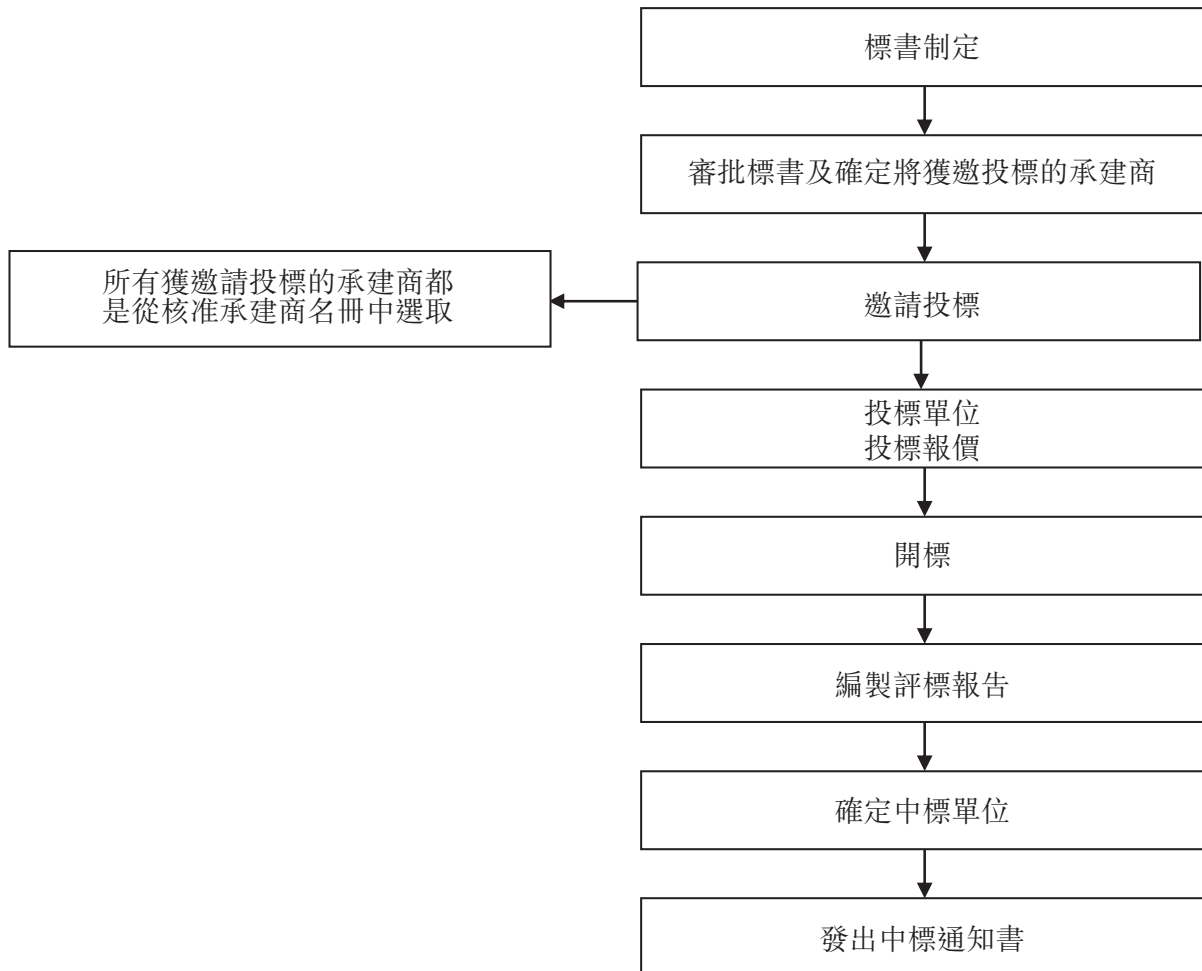 標書制定
審批標書及確定將獲邀投標的承建商
所有獲邀請投標的承建商都
是從核准承建商名冊中選取
邀請投標
投標單位
投標報價
開標
編製評標報告
確定中標單位
發出中標通知書